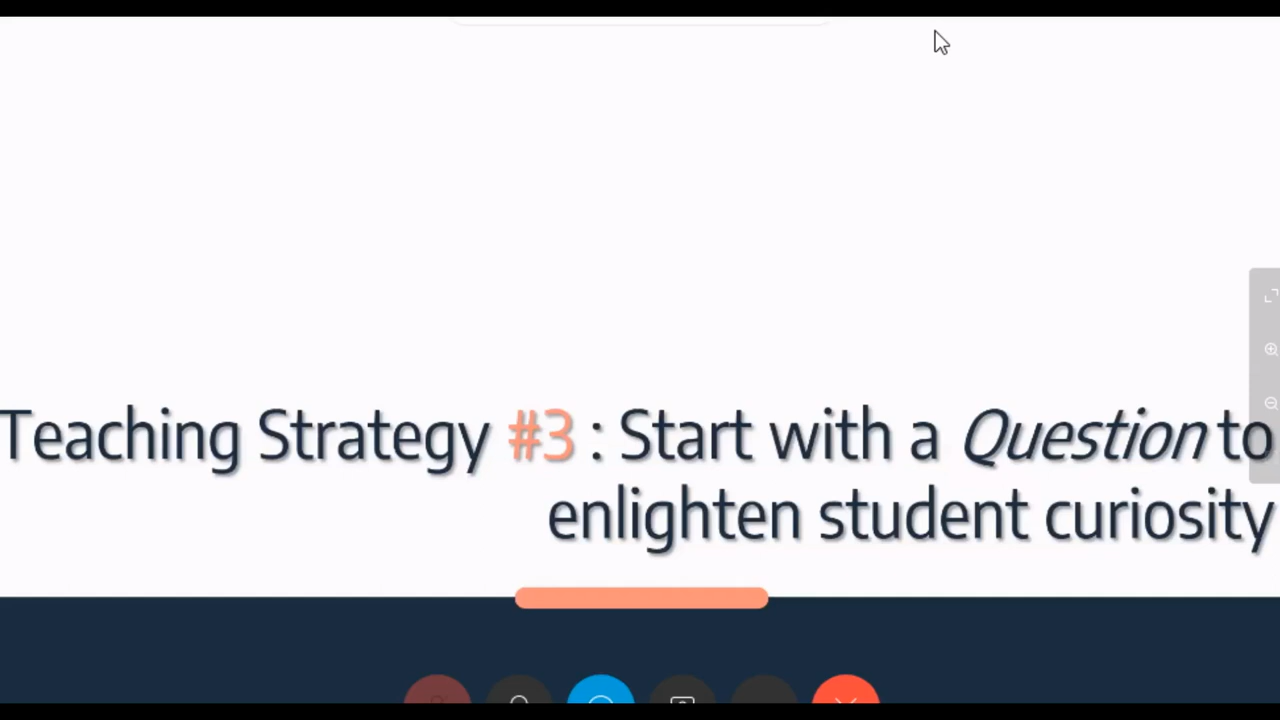 Teaching Strategy #3 : Start with a Question to
enlighten student curiosity